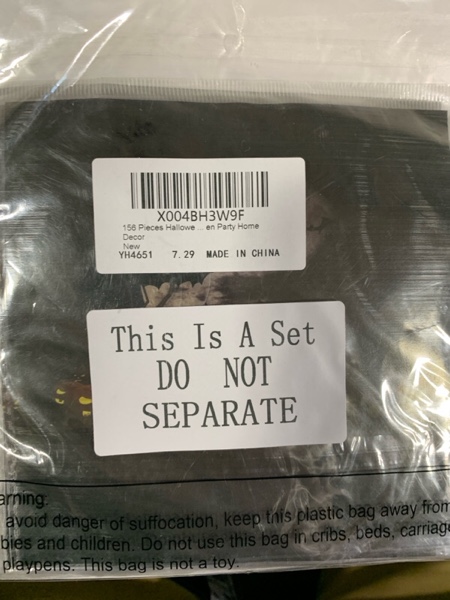 X004BH3W9F
156 Pieces Hallowe ... en Party Home
Decor
New
YH4651 7.29 MADE IN CHINA
This Is A Set
DO NOT
SEPARATE
arning:
avoid danger of suffocation, keep this plastic bag away from
bies and children. Do not use this bag in cribs, beds, carriage
playpens. This bag is not a toy.